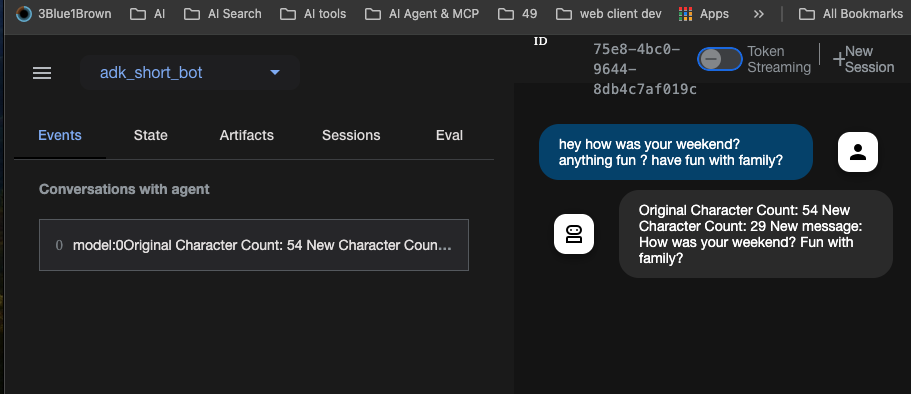 3Blue1Brown AI AI Search AI tools AI Agent & MCP 49 web client dev Apps » All Bookmarks
ID
75e8-4bc0-
9644-
8db4c7af019c
Token
Streaming
New
Session
adk_short_bot
Events State Artifacts Sessions Eval
Conversations with agent
0 model:0Original Character Count: 54 New Character Coun...
hey how was your weekend?
anything fun ? have fun with family?
Original Character Count: 54 New
Character Count: 29 New message:
How was your weekend? Fun with
family?